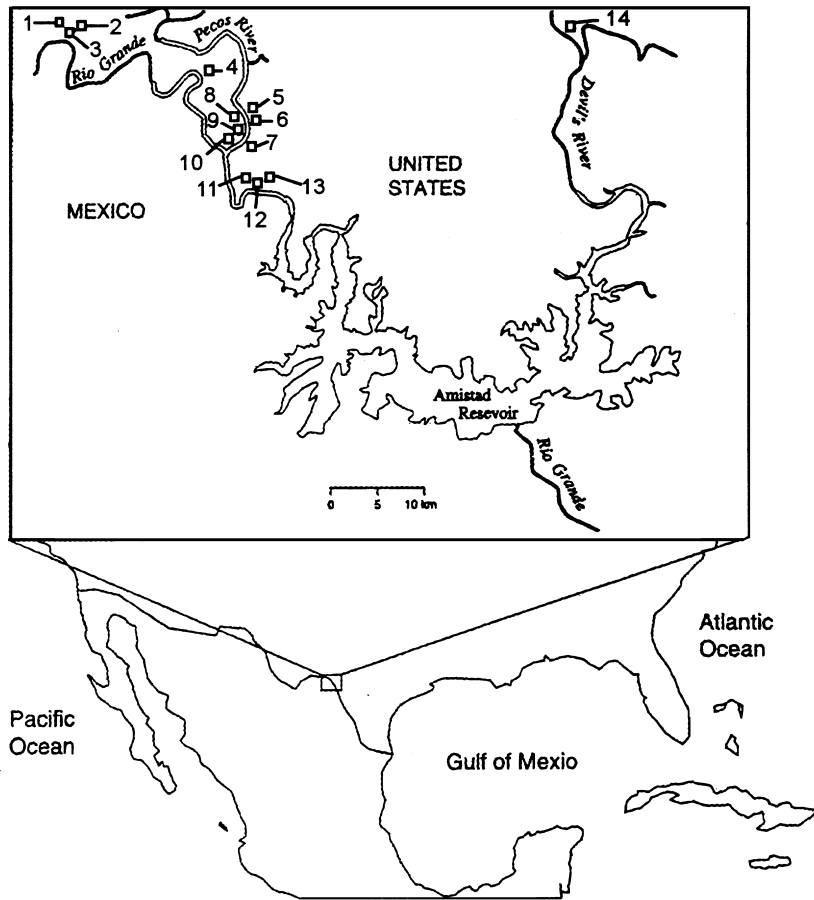 1
2
3
Rio Grande
Pecos River
4
5
6
7
8
9
10
11
12
13
14
Devil's River
UNITED
STATES
MEXICO
Amistad
Resevoir
Rio Grande
0 5 10 km
Atlantic
Ocean
Pacific
Ocean
Gulf of Mexio